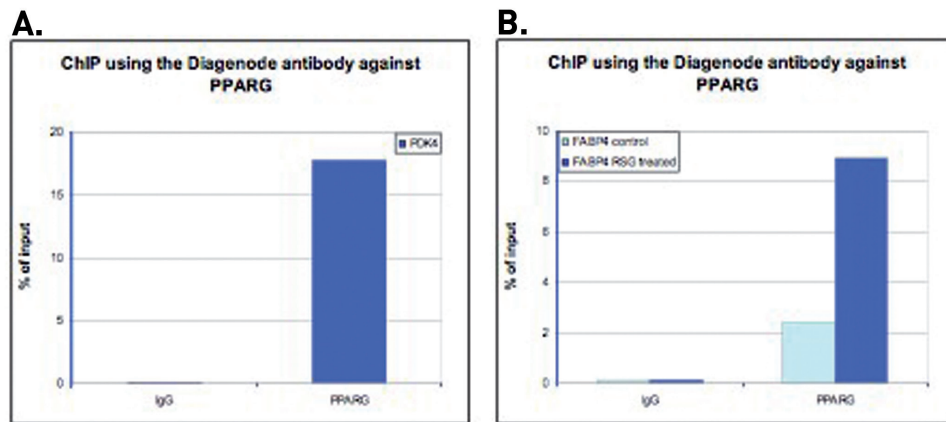 A.
ChIP using the Diagenode antibody against
PPARG
20
15
10
5
0
% of input
PDK4
IgG
PPARG
B.
ChIP using the Diagenode antibody against
PPARG
10
8
6
4
2
0
% of input
FABP4 control
FABP4 RSG treated
IgG
PPARG